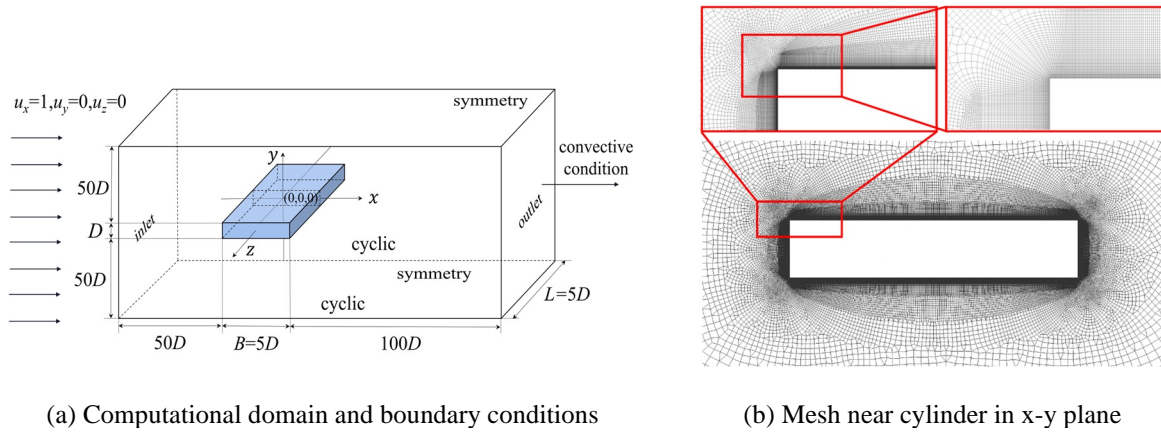 u_x=1,u_y=0,u_z=0
symmetry
convective
condition
50D
y
(0,0,0)
x
D
inlet
outlet
z
cyclic
symmetry
50D
cyclic
L=5D
50D
B=5D
100D
(a) Computational domain and boundary conditions
(b) Mesh near cylinder in x-y plane